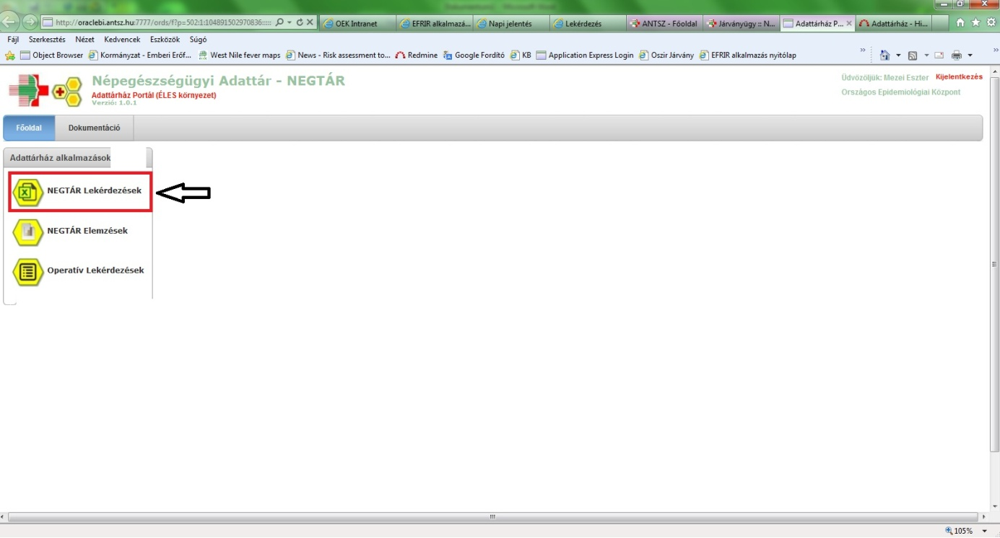 http://oraclebi.antsz.hu:7777/ords/f?p=502:1:104891502970836:::::
OEK Intranet
EFRIR alkalmazá...
Napi jelentés
Lekérdezés
ANTSZ - Főoldal
Járványügy :: N...
Adattárház P...
Adattárház - Hi...
Fájl Szerkesztés Nézet Kedvencek Eszközök Súgó
Object Browser Kormányzat - Emberi Erőf... West Nile fever maps News - Risk assessment to... Redmine Google Fordító KB Application Express Login Oszir Járvány EFRIR alkalmazás nyitólap
Népegészségügyi Adattár - NEGTÁR
Adattárház Portál (ÉLES környezet)
Verzió: 1.0.1
Üdvözöljük: Mezei Eszter Kijelentkezés
Országos Epidemiológiai Központ
Főoldal Dokumentáció
Adattárház alkalmazások
NEGTÁR Lekérdezések
NEGTÁR Elemzések
Operatív Lekérdezések
105%